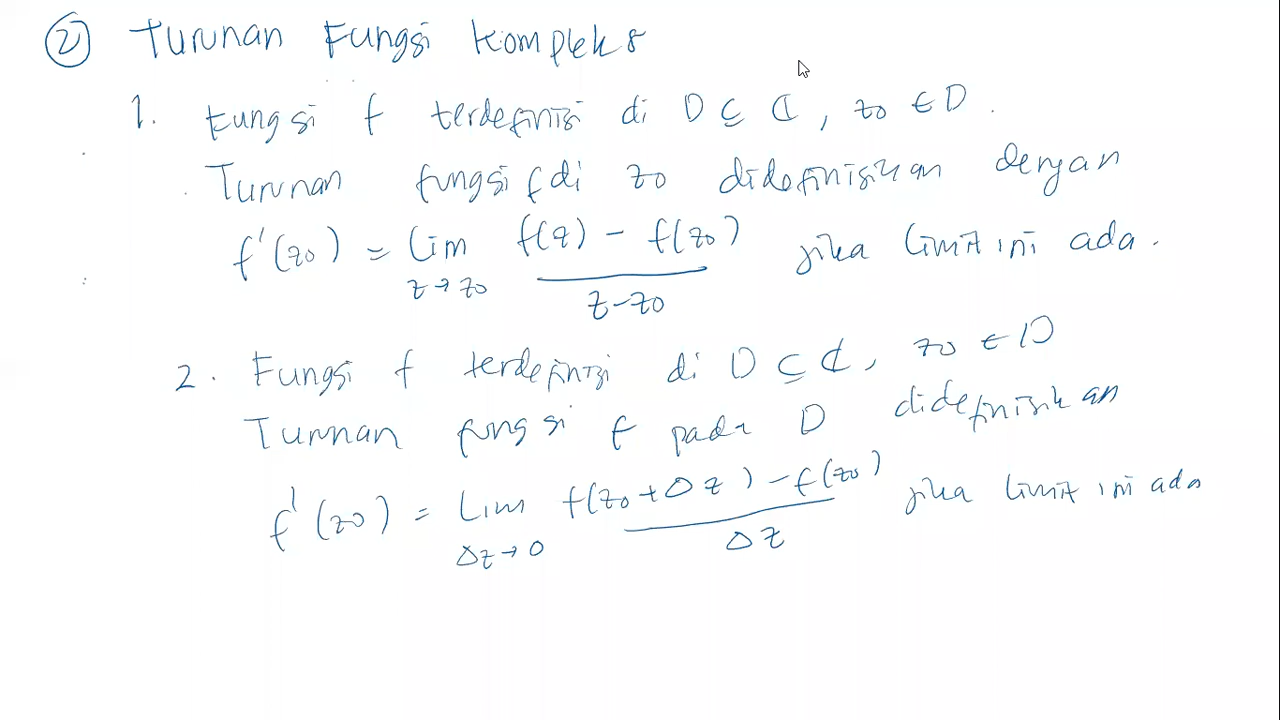 ② Turunan Fungsi Kompleks
1. Fungsi f terdefinisi di D ⊆ ℂ, z₀ ∈ D.
Turunan fungsi f di z₀ didefinisikan dengan
f'(z₀) = lim_{z→z₀} (f(z) − f(z₀)) / (z − z₀) jika limit ini ada.
2. Fungsi f terdefinisi di D ⊆ ℂ, z₀ ∈ D
Turunan fungsi f pada D didefinisikan
f'(z₀) = Lim_{Δz→0} (f(z₀ + Δz) − f(z₀)) / Δz jika limit ini ada